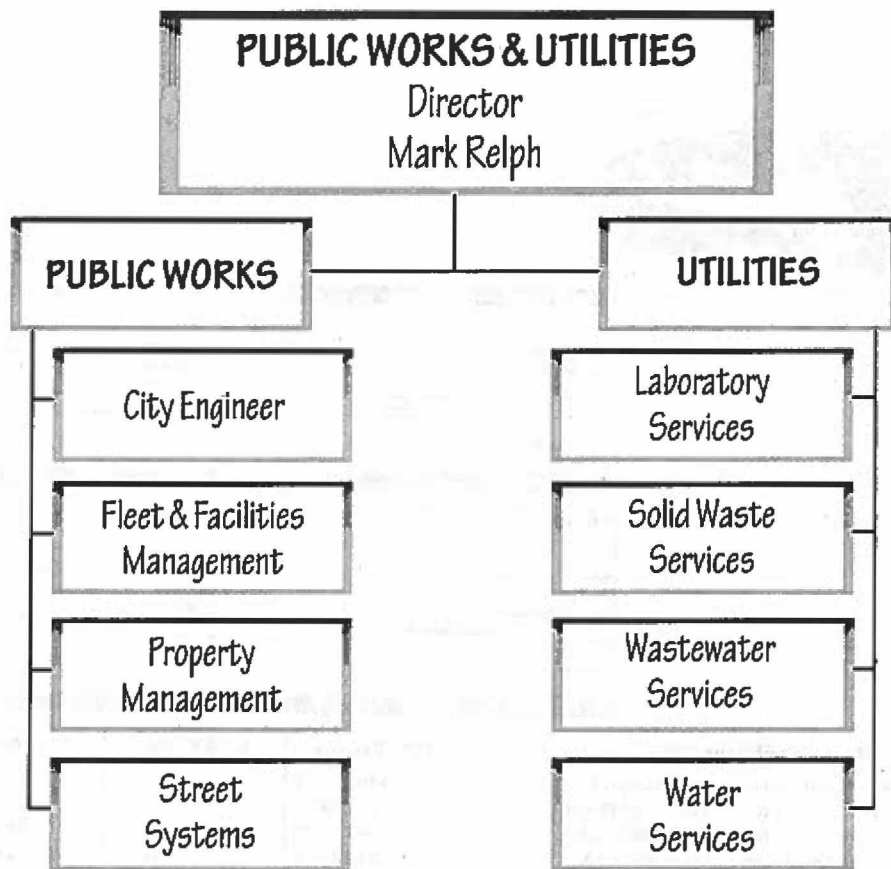 PUBLIC WORKS & UTILITIES
Director
Mark Relph
PUBLIC WORKS
UTILITIES
City Engineer
Fleet & Facilities
Management
Property
Management
Street
Systems
Laboratory
Services
Solid Waste
Services
Wastewater
Services
Water
Services